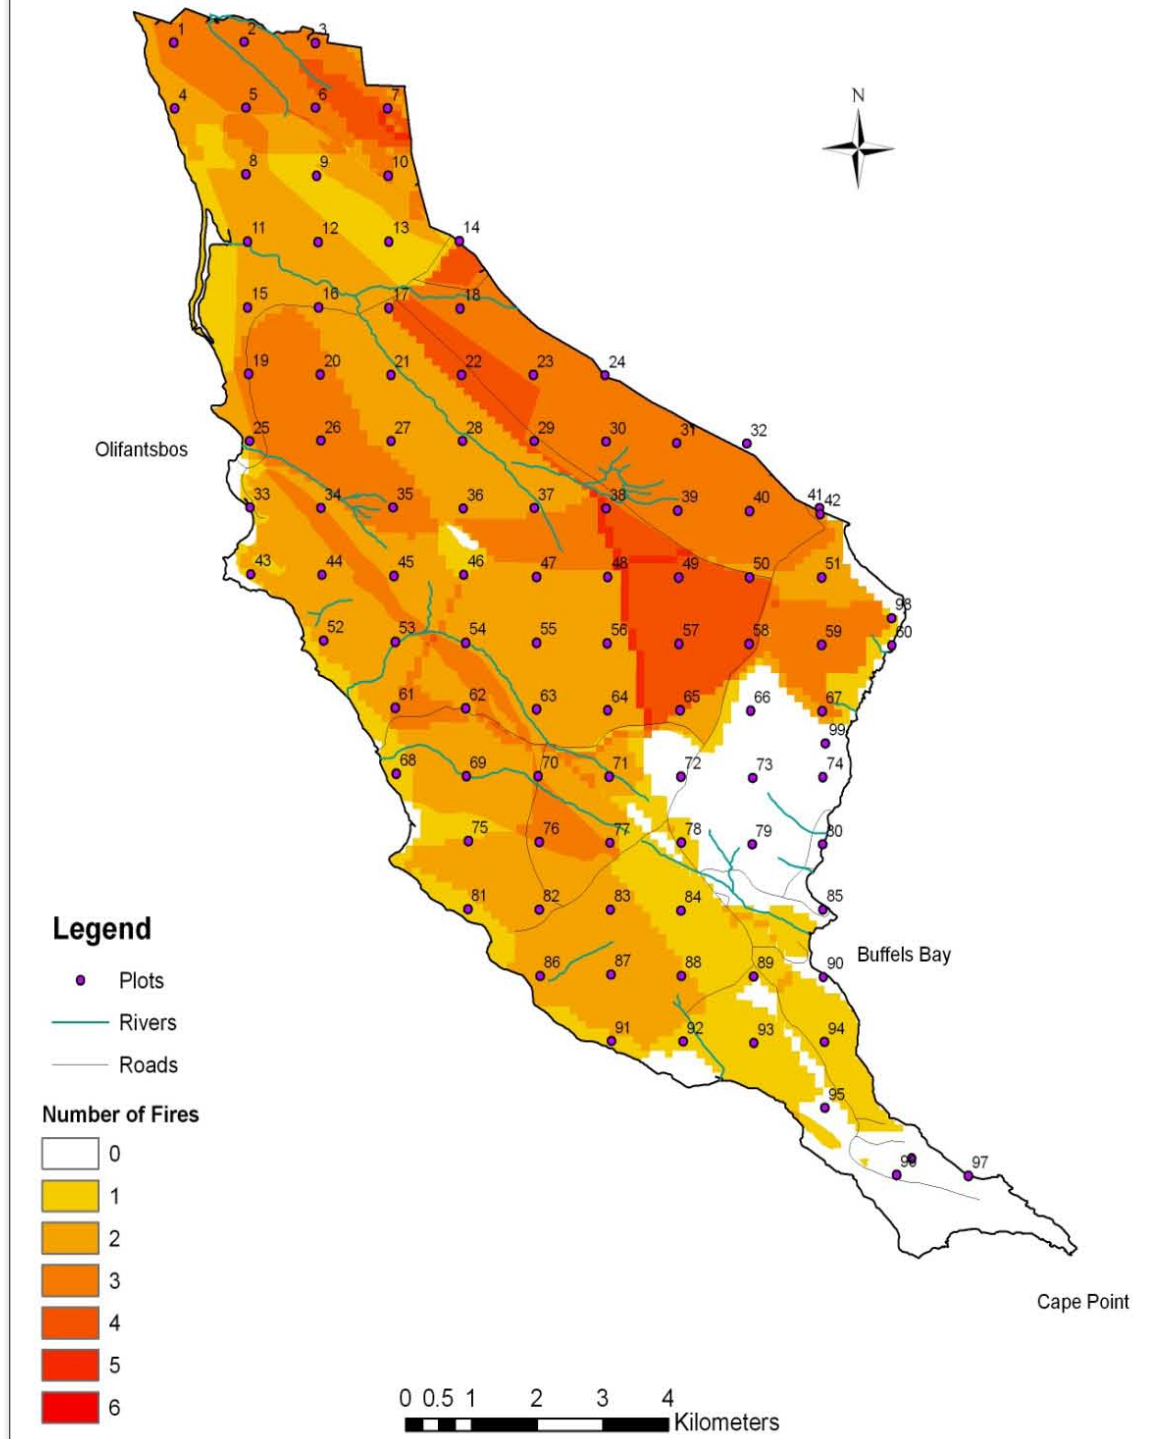 1 2 3
N
4 5 6 7
8 9 10
11 12 13 14
15 16 17 18
19 20 21 22 23 24
25 26 27 28 29 30 31 32
Olifantsbos
33 34 35 36 37 38 39 40 41 42
43 44 45 46 47 48 49 50 51
98
52 53 54 55 56 57 58 59 60
61 62 63 64 65 66 67
99
68 69 70 71 72 73 74
75 76 77 78 79 80
81 82 83 84 85
Legend
Buffels Bay
86 87 88 89 90
Plots
Rivers
91 92 93 94
Roads
95
Number of Fires
0
96 97
1
2
3
Cape Point
4
5
6
0 0.5 1 2 3 4
Kilometers